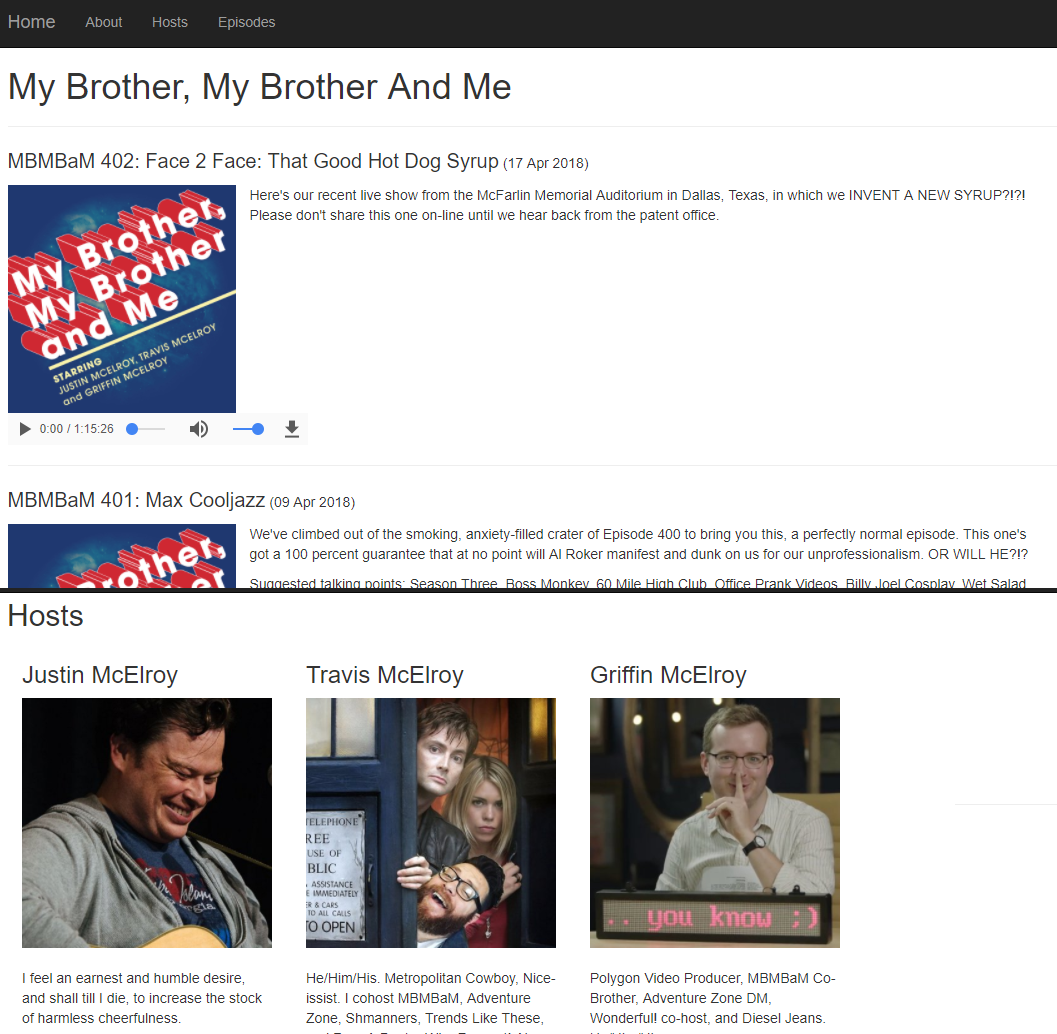 Home About Hosts Episodes
My Brother, My Brother And Me
MBMBaM 402: Face 2 Face: That Good Hot Dog Syrup (17 Apr 2018)
My Brother,
My Brother
and Me
STARRING
JUSTIN MCELROY, TRAVIS MCELROY
and GRIFFIN MCELROY
Here's our recent live show from the McFarlin Memorial Auditorium in Dallas, Texas, in which we INVENT A NEW SYRUP?!?!
Please don't share this one on-line until we hear back from the patent office.
0:00 / 1:15:26
MBMBaM 401: Max Cooljazz (09 Apr 2018)
We've climbed out of the smoking, anxiety-filled crater of Episode 400 to bring you this, a perfectly normal episode. This one's
got a 100 percent guarantee that at no point will Al Roker manifest and dunk on us for our unprofessionalism. OR WILL HE?!?
Suggested talking points: Season Three, Boss Monkey, 60 Mile High Club, Office Prank Videos, Billy Joel Cosplay, Wet Salad
Hosts
Justin McElroy
Travis McElroy
TELEPHONE
FREE
USE OF
PUBLIC
ASSISTANCE
IMMEDIATELY
& CARS
TO ALL CALLS
TO OPEN
Griffin McElroy
.. you know ;)
I feel an earnest and humble desire,
and shall till I die, to increase the stock
of harmless cheerfulness.
He/Him/His. Metropolitan Cowboy, Nice-
issist. I cohost MBMBaM, Adventure
Zone, Shmanners, Trends Like These,
Polygon Video Producer, MBMBaM Co-
Brother, Adventure Zone DM,
Wonderful! co-host, and Diesel Jeans.